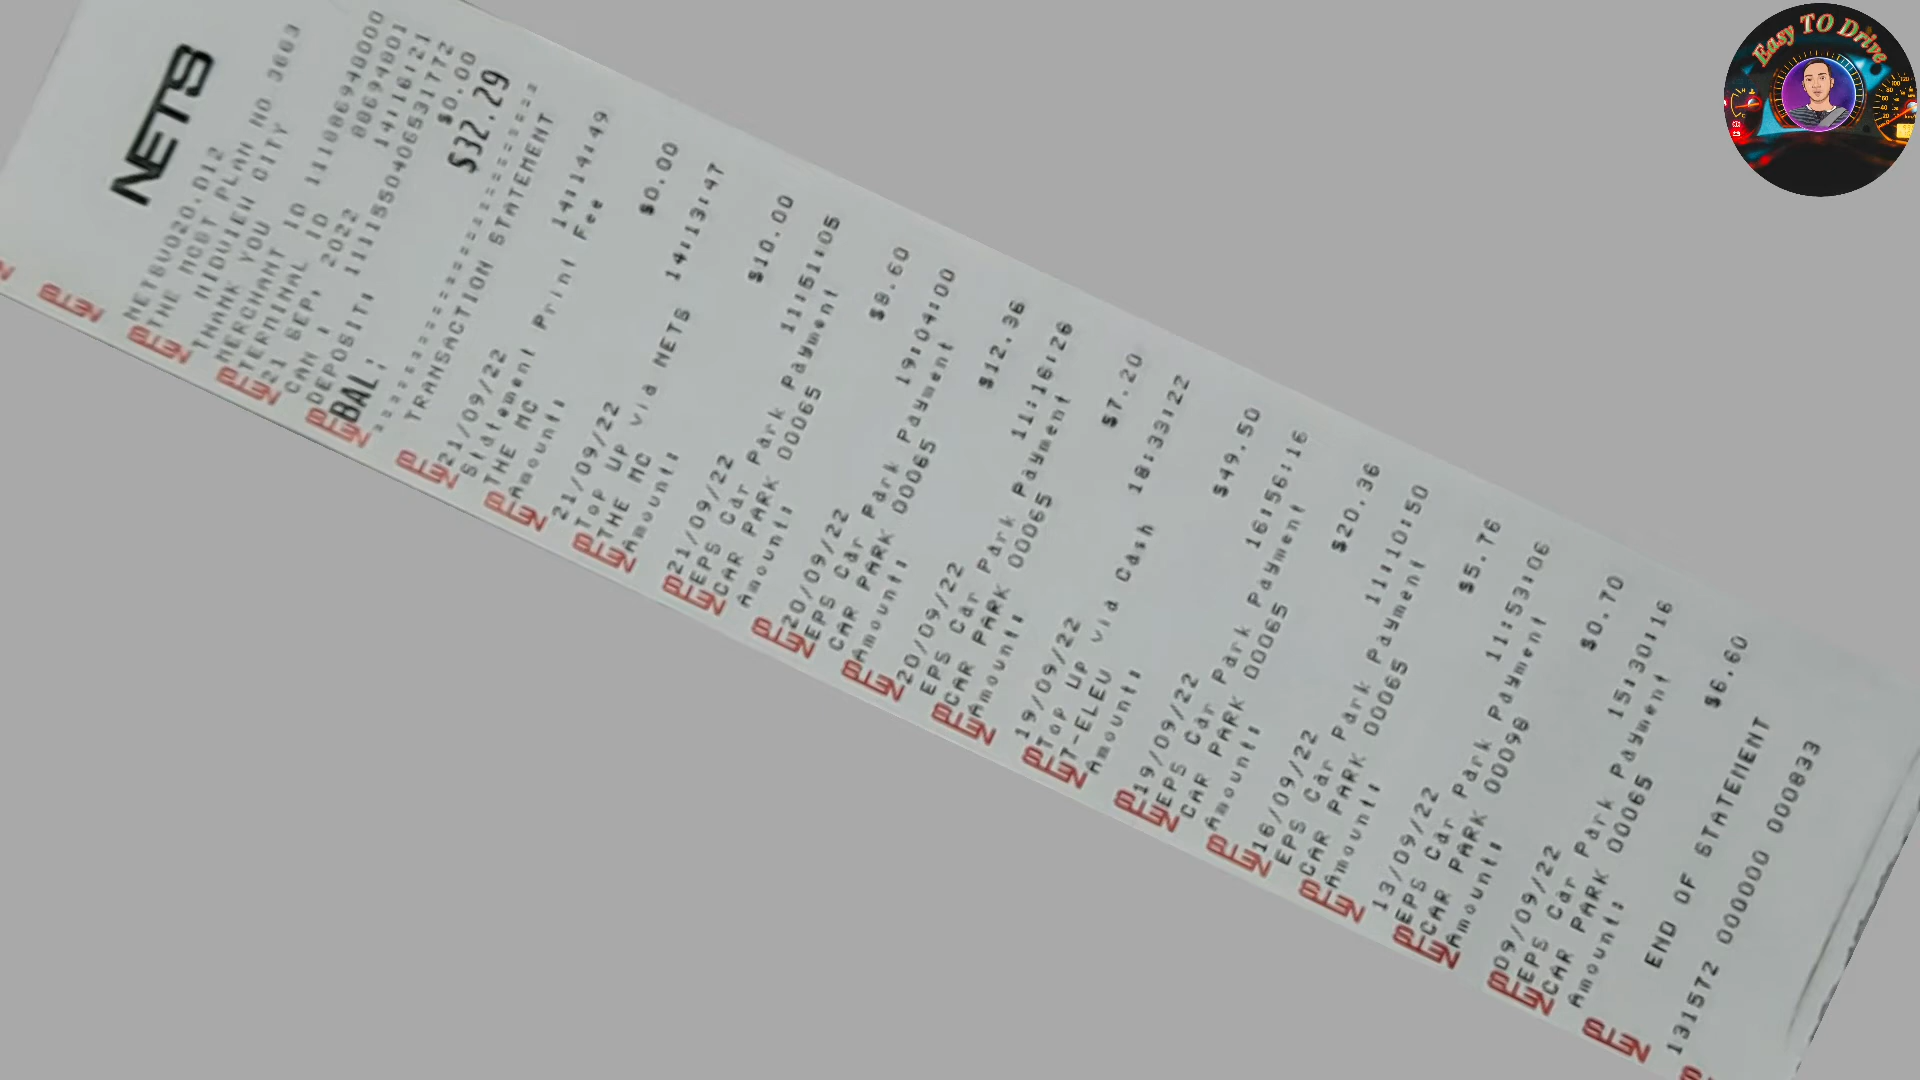 Easy TO Drive
NETS
NETSU020.D12
THE MCST PLAN NO 3663
MIDVIEW CITY
THANK YOU
MERCHANT ID 11108694000
TERMINAL ID 00694001
21 SEP, 2022 14:16:21
CAN : 1111550406531772
DEPOSIT: $0.00
BAL: $32.29
========================
TRANSACTION STATEMENT
21/09/22 14:14:49
Statement Print Fee
THE MC
Amount: $0.00
21/09/22 14:13:47
Top Up via NETS
THE MC
Amount: $10.00
21/09/22 11:51:05
EPS Car Park Payment
CAR PARK 00065
Amount: $8.60
20/09/22 19:04:00
EPS Car Park Payment
CAR PARK 00065
Amount: $12.36
20/09/22 11:16:26
EPS Car Park Payment
CAR PARK 00065
Amount: $7.20
19/09/22 18:33:22
Top Up via Cash
T-ELEV
Amount: $49.50
19/09/22 16:56:16
EPS Car Park Payment
CAR PARK 00065
Amount: $20.36
16/09/22 11:10:50
EPS Car Park Payment
CAR PARK 00065
Amount: $5.76
13/09/22 11:53:06
EPS Car Park Payment
CAR PARK 00098
Amount: $0.70
09/09/22 15:30:16
EPS Car Park Payment
CAR PARK 00065
Amount: $6.60
END OF STATEMENT
131572 000000 000833